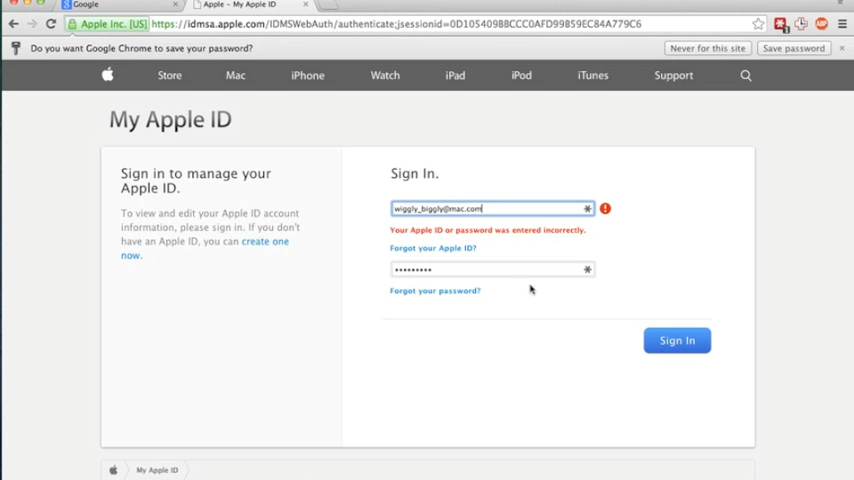 Google
Apple - My Apple ID
Apple Inc. [US] https://idmsa.apple.com/IDMSWebAuth/authenticate;jsessionid=0D105409BBCC0AFD99B59EC84A779C6
Do you want Google Chrome to save your password?
Never for this site
Save password
Store
Mac
iPhone
Watch
iPad
iPod
iTunes
Support
My Apple ID
Sign in to manage your
Apple ID.
To view and edit your Apple ID account
information, please sign in. If you don't
have an Apple ID, you can create one
now.
Sign In.
wiggly_biggly@mac.com
Your Apple ID or password was entered incorrectly.
Forgot your Apple ID?
Forgot your password?
Sign In
My Apple ID